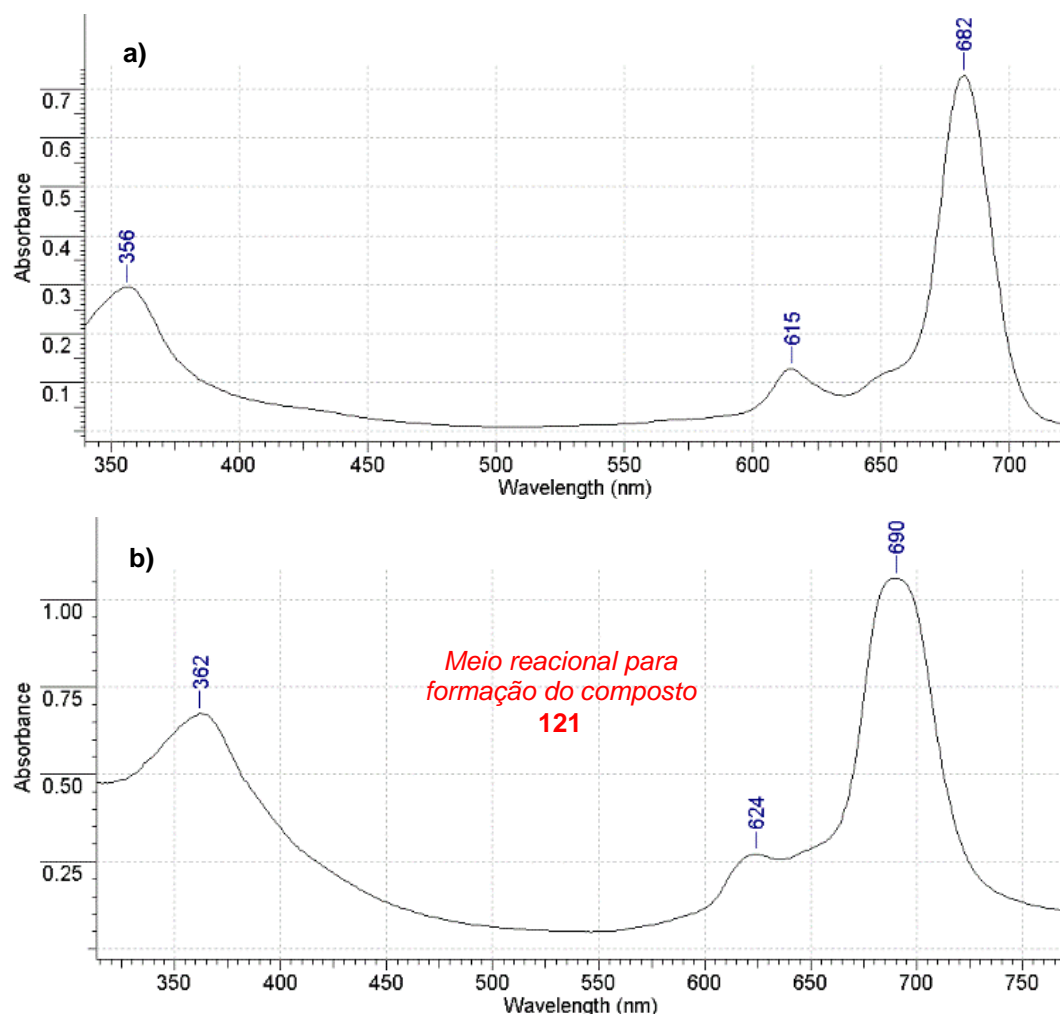 a)
682
356
615
Absorbance
0.7
0.6
0.5
0.4
0.3
0.2
0.1
350 400 450 500 550 600 650 700
Wavelength (nm)
b)
690
362
624
Meio reacional para
formação do composto
121
Absorbance
1.00
0.75
0.50
0.25
350 400 450 500 550 600 650 700 750
Wavelength (nm)